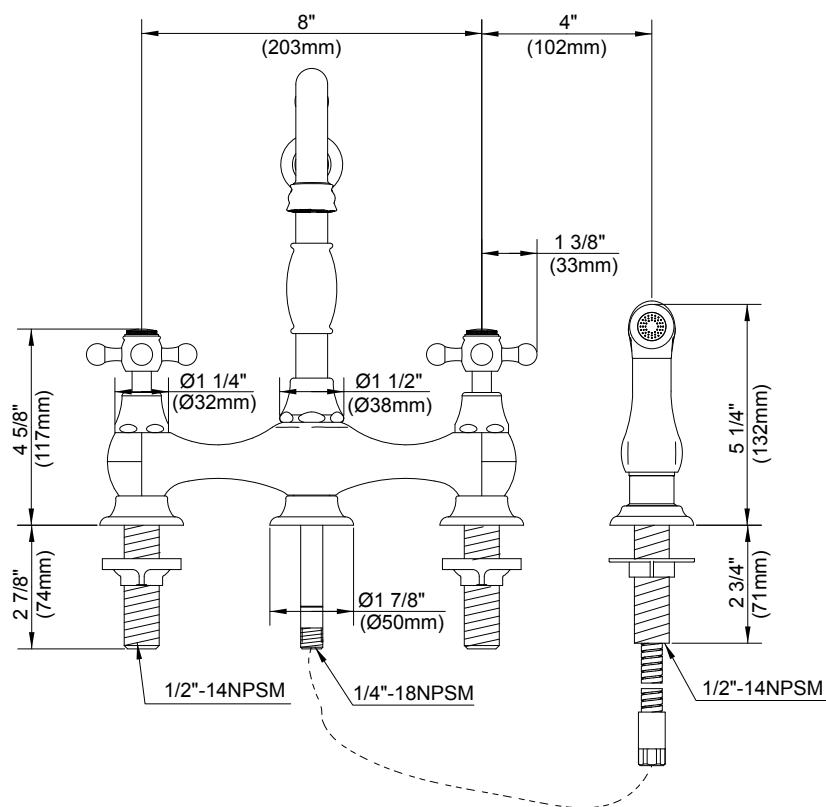 8"
(203mm)
4"
(102mm)
1 3/8"
(33mm)
Ø1 1/4"
(Ø32mm)
Ø1 1/2"
(Ø38mm)
4 5/8"
(117mm)
5 1/4"
(132mm)
2 7/8"
(74mm)
Ø1 7/8"
(Ø50mm)
2 3/4"
(71mm)
1/2"-14NPSM
1/4"-18NPSM
1/2"-14NPSM